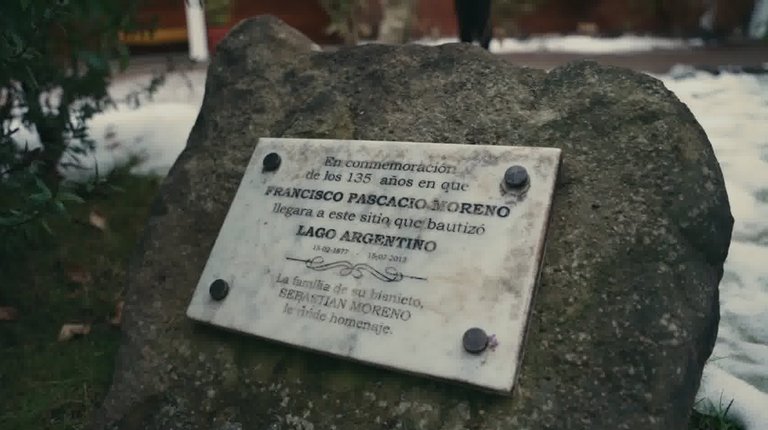 En conmemoración
de los 135 años en que
FRANCISCO PASCACIO MORENO
llegara a este sitio que bautizó
LAGO ARGENTINO
15-02-1877 15-02-2012
La familia de su bisnieto,
SEBASTIAN MORENO
le rinde homenaje.